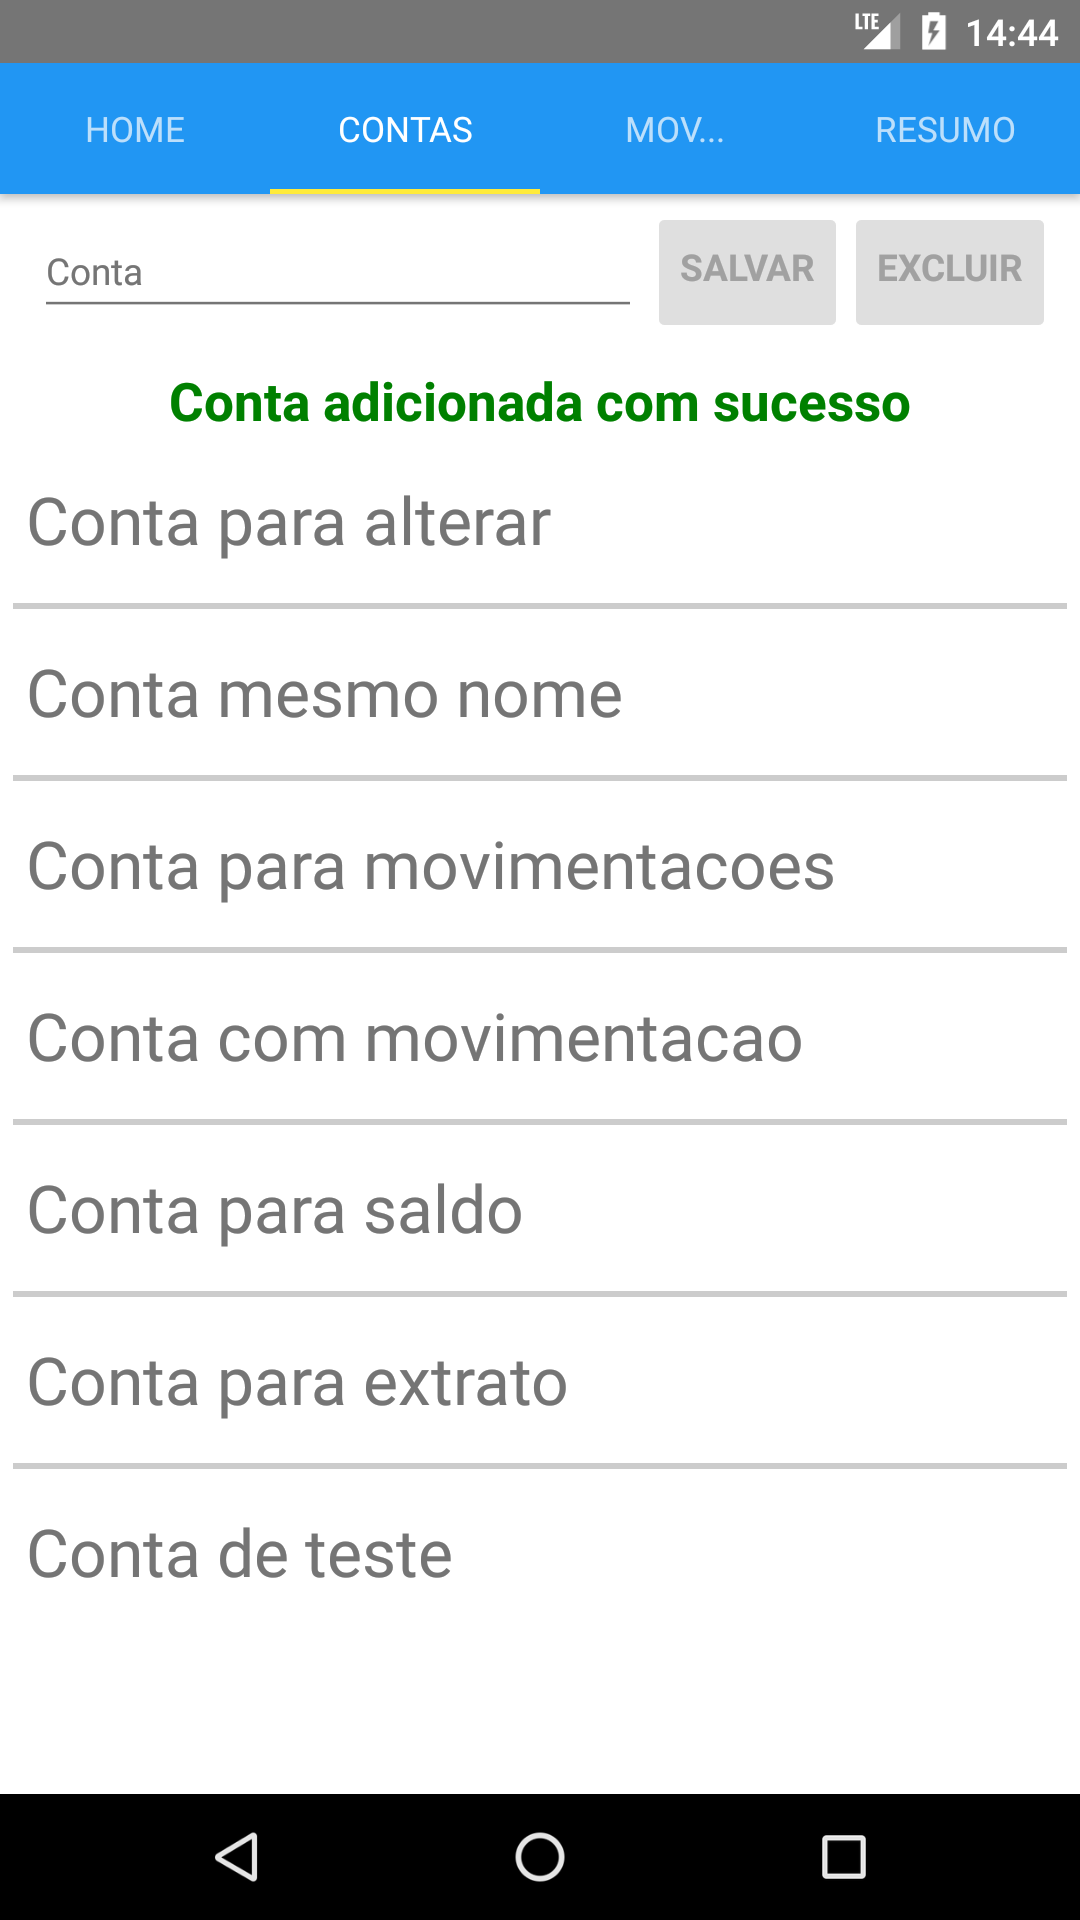 LTE 14:44
HOME CONTAS MOV... RESUMO
Conta SALVAR EXCLUIR
Conta adicionada com sucesso
Conta para alterar
Conta mesmo nome
Conta para movimentacoes
Conta com movimentacao
Conta para saldo
Conta para extrato
Conta de teste